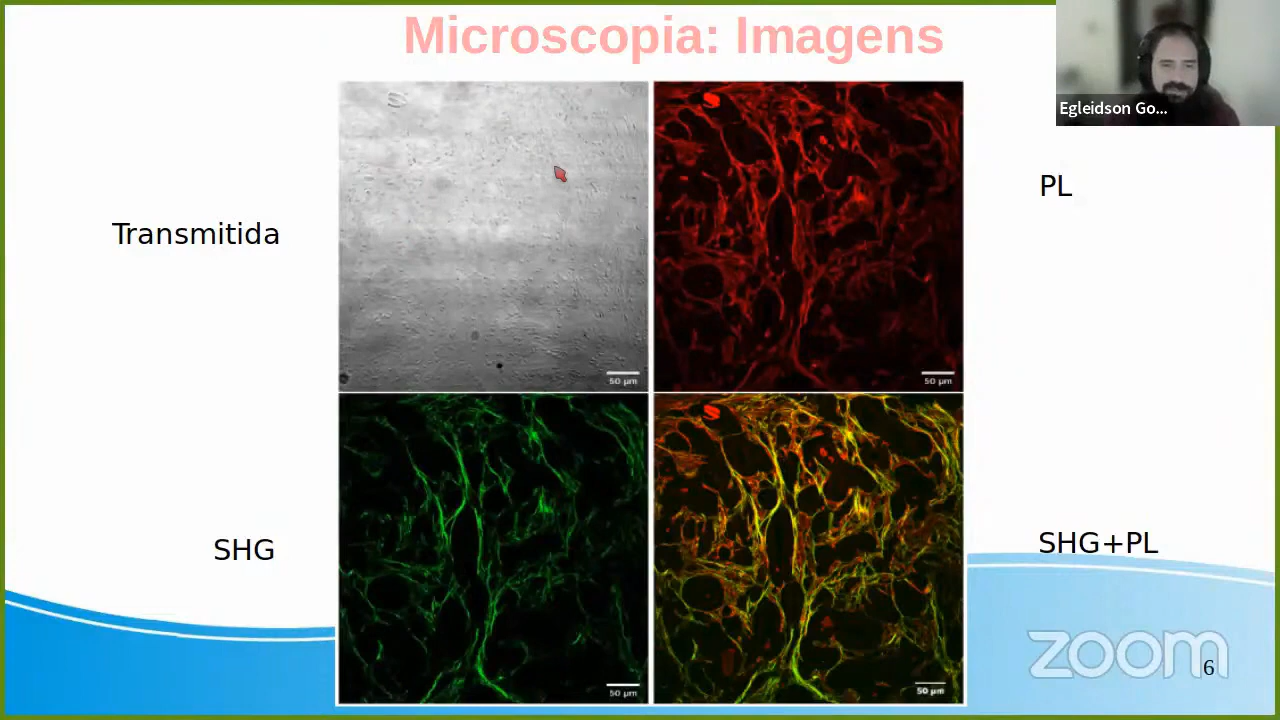 Microscopia: Imagens
Egleidson Go...
PL
Transmitida
50 µm
50 µm
SHG
SHG+PL
50 µm
50 µm
zoom
6